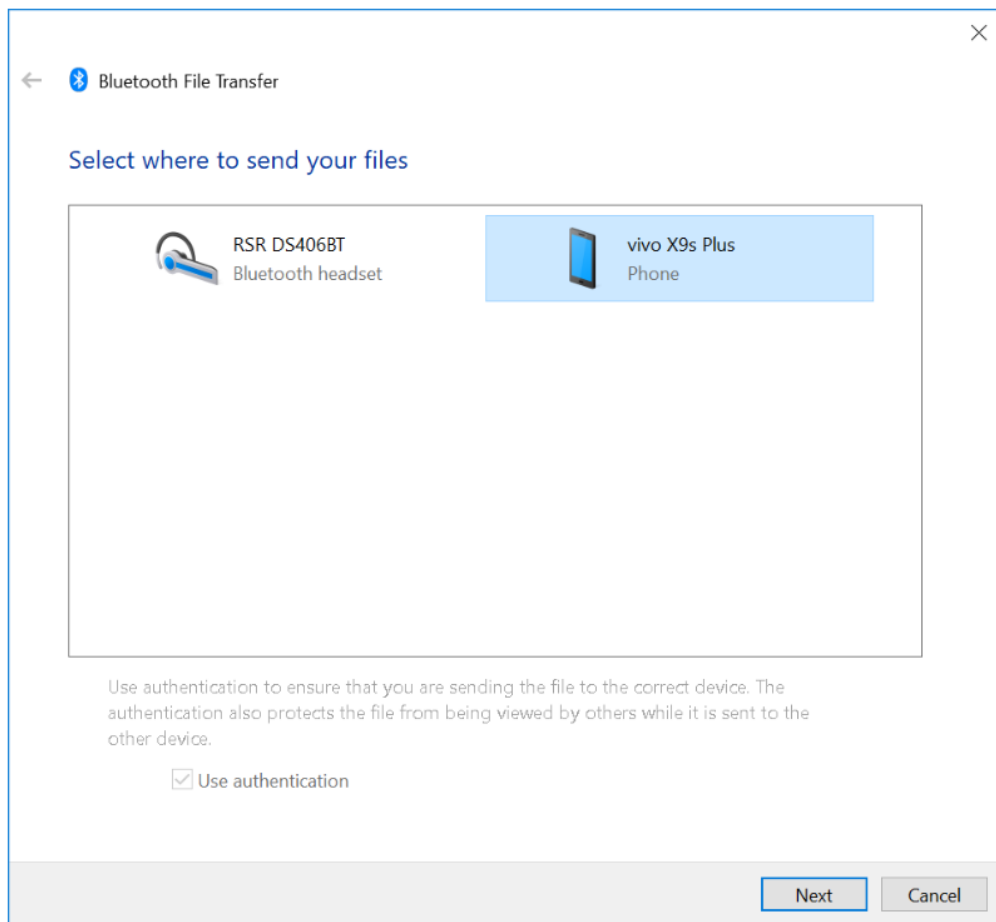 Bluetooth File Transfer
Select where to send your files
RSR DS406BT
Bluetooth headset
vivo X9s Plus
Phone
Use authentication to ensure that you are sending the file to the correct device. The
authentication also protects the file from being viewed by others while it is sent to the
other device.
Use authentication
Next
Cancel